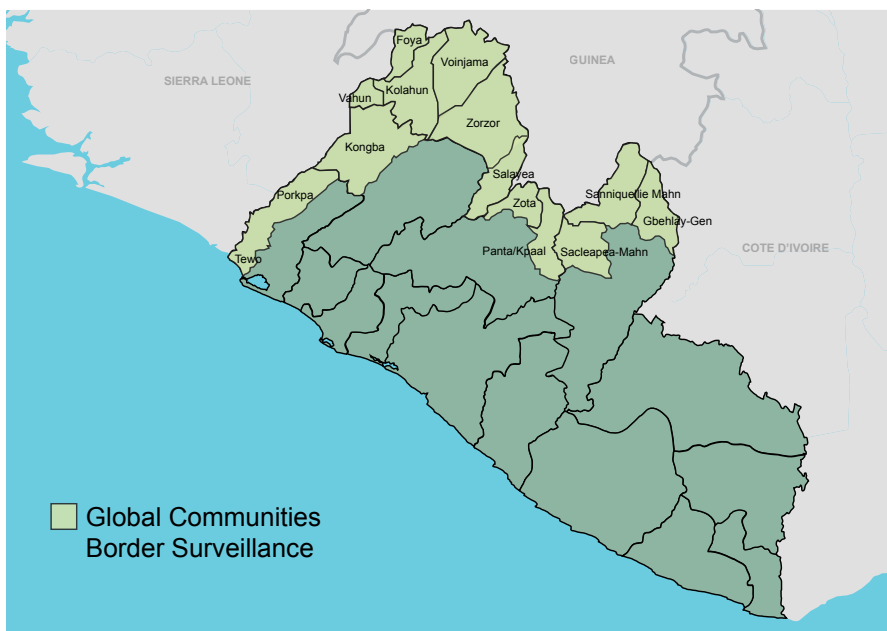 Foya
GUINEA
Voinjama
SIERRA LEONE
Kolahun
Vahun
Zorzor
Kongba
Salayea
Porkpa
Sanniquellie Mahn
Zota
Gbehlay-Gen
COTE D'IVOIRE
Panta/Kpaal
Sacleapea-Mahn
Tewo
Global Communities
Border Surveillance